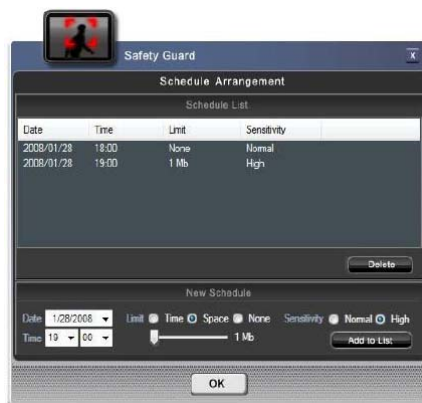 Safety Guard
X
Schedule Arrangement
Schedule List
Date Time Limit Sensitivity
2008/01/28 18:00 None Normal
2008/01/28 19:00 1 Mb High
Delete
New Schedule
Date 1/28/2008 Limit Time Space None Sensitivity Normal High
Time 19 00 1 Mb Add to List
OK